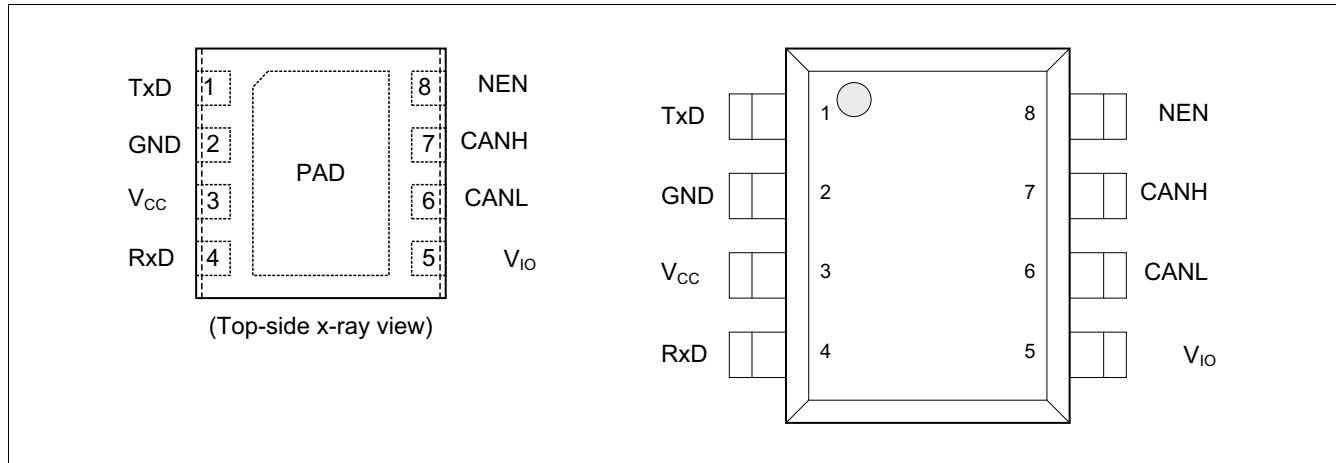 TxD 1 8 NEN
GND 2 7 CANH
PAD
VCC 3 6 CANL
RxD 4 5 VIO
(Top-side x-ray view)
TxD 1 8 NEN
GND 2 7 CANH
VCC 3 6 CANL
RxD 4 5 VIO